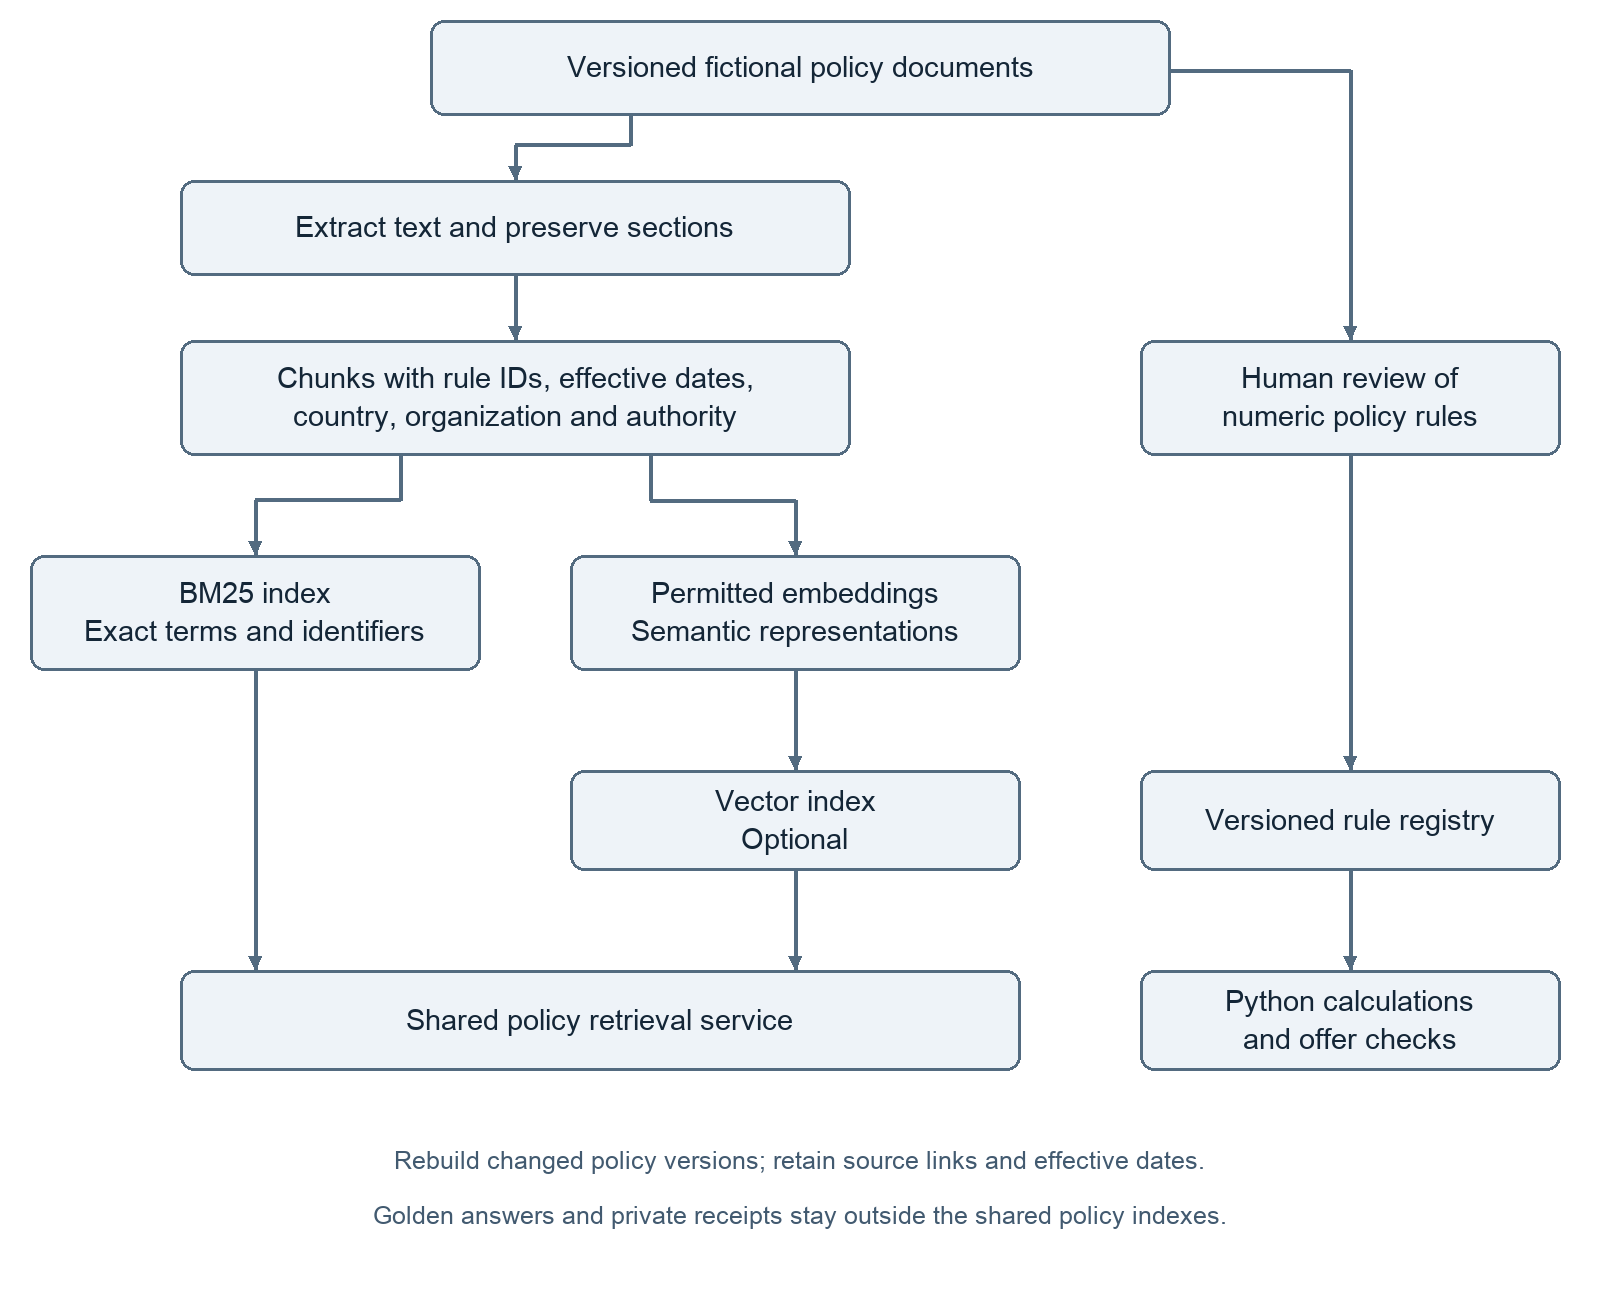 Versioned fictional policy documents
Extract text and preserve sections
Chunks with rule IDs, effective dates,
country, organization and authority
Human review of
numeric policy rules
BM25 index
Exact terms and identifiers
Permitted embeddings
Semantic representations
Vector index
Optional
Versioned rule registry
Shared policy retrieval service
Python calculations
and offer checks
Rebuild changed policy versions; retain source links and effective dates.
Golden answers and private receipts stay outside the shared policy indexes.